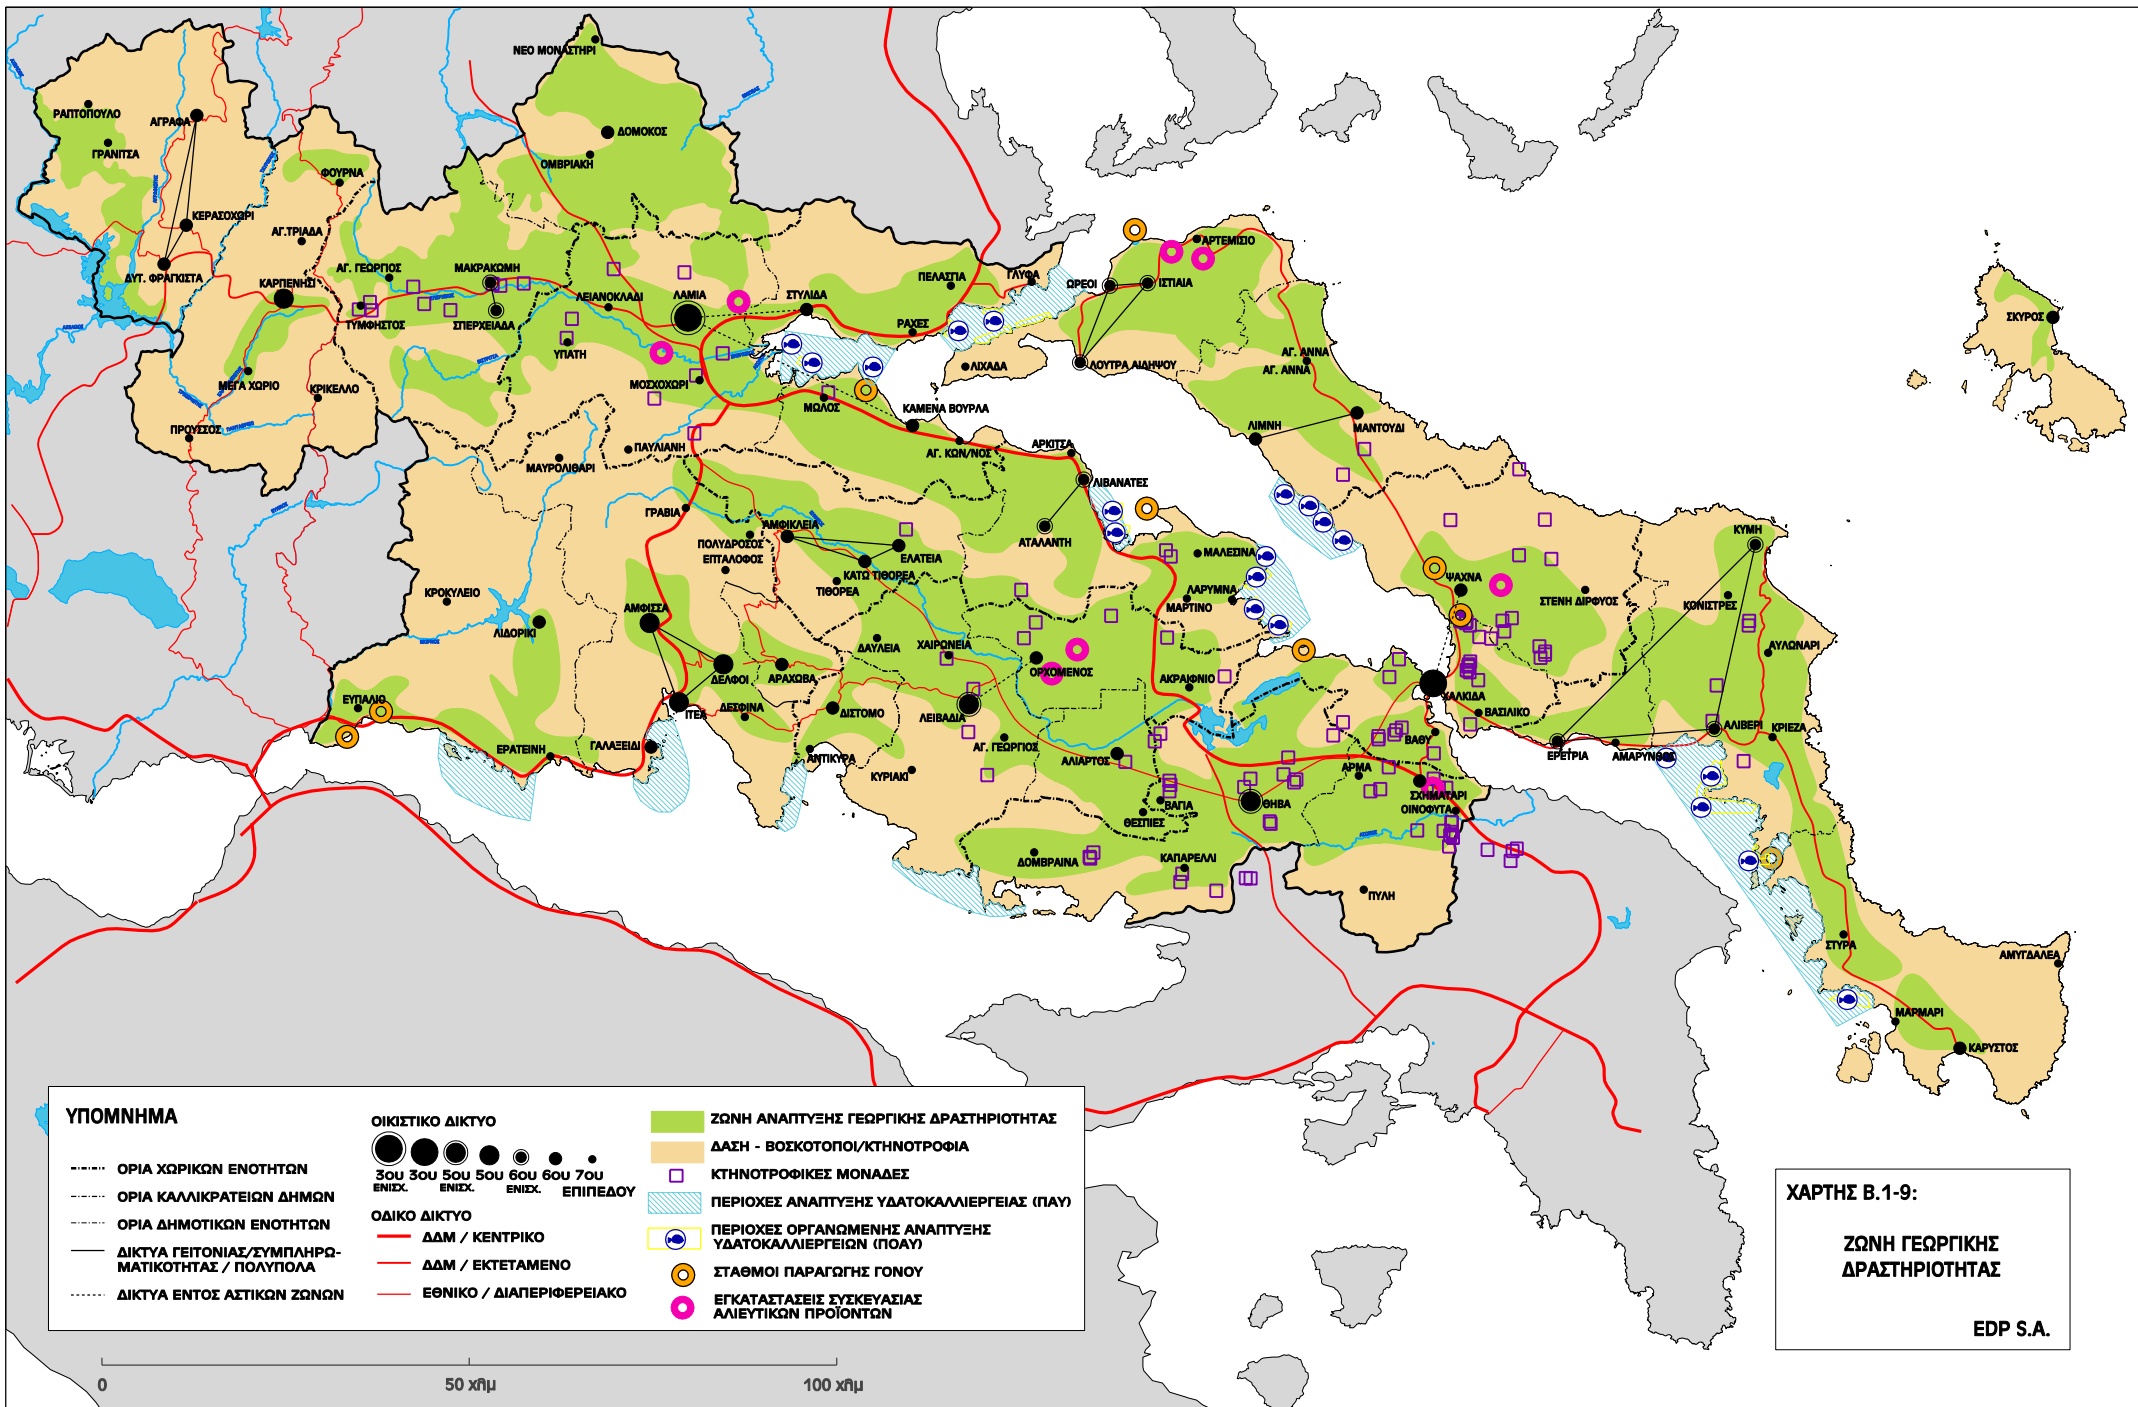 ΝΕΟ ΜΟΝΑΣΤΗΡΙ
ΡΑΠΤΟΠΟΥΛΟ
ΑΓΡΑΦΑ
ΔΟΜΟΚΟΣ
ΓΡΑΝΙΤΣΑ
ΟΜΒΡΙΑΚΗ
ΦΟΥΡΝΑ
ΚΕΡΑΣΟΧΩΡΙ
ΑΓ.ΤΡΙΑΔΑ
ΑΡΤΕΜΙΣΙΟ
ΔΥΤ. ΦΡΑΓΚΙΣΤΑ
ΑΓ. ΓΕΩΡΓΙΟΣ
ΜΑΚΡΑΚΩΜΗ
ΠΕΛΑΣΓΙΑ
ΓΛΥΦΑ
ΩΡΕΟΙ
ΙΣΤΙΑΙΑ
ΚΑΡΠΕΝΗΣΙ
ΛΕΙΑΝΟΚΛΑΔΙ
ΛΑΜΙΑ
ΣΤΥΛΙΔΑ
ΤΥΜΦΗΣΤΟΣ
ΣΠΕΡΧΕΙΑΔΑ
ΡΑΧΕΣ
ΣΚΥΡΟΣ
ΥΠΑΤΗ
ΑΓ. ΑΝΝΑ
ΑΓ. ΑΝΝΑ
ΛΙΧΑΔΑ
ΛΟΥΤΡΑ ΑΙΔΗΨΟΥ
ΜΕΓΑ ΧΩΡΙΟ
ΚΡΙΚΕΛΛΟ
ΜΟΣΧΟΧΩΡΙ
ΜΩΛΟΣ
ΚΑΜΕΝΑ ΒΟΥΡΛΑ
ΠΡΟΥΣΣΟΣ
ΛΙΜΝΗ
ΜΑΝΤΟΥΔΙ
ΠΑΥΛΙΑΝΗ
ΑΓ. ΚΩΝ/ΝΟΣ
ΑΡΚΙΤΣΑ
ΜΑΥΡΟΛΙΘΑΡΙ
ΛΙΒΑΝΑΤΕΣ
ΓΡΑΒΙΑ
ΑΜΦΙΚΛΕΙΑ
ΑΤΑΛΑΝΤΗ
ΚΥΜΗ
ΠΟΛΥΔΡΟΣΟΣ
ΕΠΤΑΛΟΦΟΣ
ΕΛΑΤΕΙΑ
ΜΑΛΕΣΙΝΑ
ΚΑΤΩ ΤΙΘΟΡΕΑ
ΤΙΘΟΡΕΑ
ΛΑΡΥΜΝΑ
ΜΑΡΤΙΝΟ
ΨΑΧΝΑ
ΣΤΕΝΗ ΔΙΡΦΥΟΣ
ΚΟΝΙΣΤΡΕΣ
ΚΡΟΚΥΛΕΙΟ
ΑΜΦΙΣΣΑ
ΛΙΔΟΡΙΚΙ
ΔΑΥΛΕΙΑ
ΧΑΙΡΩΝΕΙΑ
ΑΥΛΩΝΑΡΙ
ΔΕΛΦΟΙ
ΑΡΑΧΩΒΑ
ΟΡΧΟΜΕΝΟΣ
ΑΚΡΑΙΦΝΙΟ
ΧΑΛΚΙΔΑ
ΕΥΠΑΛΙΟ
ΙΤΕΑ
ΔΕΣΦΙΝΑ
ΔΙΣΤΟΜΟ
ΛΕΙΒΑΔΙΑ
ΒΑΣΙΛΙΚΟ
ΑΛΙΒΕΡΙ
ΚΡΙΕΖΑ
ΕΡΑΤΕΙΝΗ
ΓΑΛΑΞΕΙΔΙ
ΑΝΤΙΚΥΡΑ
ΑΓ. ΓΕΩΡΓΙΟΣ
ΑΛΙΑΡΤΟΣ
ΒΑΘΥ
ΕΡΕΤΡΙΑ
ΑΜΑΡΥΝΘΟΣ
ΚΥΡΙΑΚΙ
ΑΡΜΑ
ΒΑΓΙΑ
ΘΗΒΑ
ΣΧΗΜΑΤΑΡΙ
ΟΙΝΟΦΥΤΑ
ΘΕΣΠΙΕΣ
ΔΟΜΒΡΑΙΝΑ
ΚΑΠΑΡΕΛΛΙ
ΠΥΛΗ
ΣΤΥΡΑ
ΑΜΥΓΔΑΛΕΑ
ΜΑΡΜΑΡΙ
ΚΑΡΥΣΤΟΣ
ΥΠΟΜΝΗΜΑ
ΟΡΙΑ ΧΩΡΙΚΩΝ ΕΝΟΤΗΤΩΝ
ΟΡΙΑ ΚΑΛΛΙΚΡΑΤΕΙΩΝ ΔΗΜΩΝ
ΟΡΙΑ ΔΗΜΟΤΙΚΩΝ ΕΝΟΤΗΤΩΝ
ΔΙΚΤΥΑ ΓΕΙΤΟΝΙΑΣ/ΣΥΜΠΛΗΡΩ-
ΜΑΤΙΚΟΤΗΤΑΣ / ΠΟΛΥΠΟΛΑ
ΔΙΚΤΥΑ ΕΝΤΟΣ ΑΣΤΙΚΩΝ ΖΩΝΩΝ
ΟΙΚΙΣΤΙΚΟ ΔΙΚΤΥΟ
3ου 3ου 5ου 5ου 6ου 6ου 7ου
ΕΝΙΣΧ. ΕΝΙΣΧ. ΕΝΙΣΧ. ΕΠΙΠΕΔΟΥ
ΟΔΙΚΟ ΔΙΚΤΥΟ
ΔΔΜ / ΚΕΝΤΡΙΚΟ
ΔΔΜ / ΕΚΤΕΤΑΜΕΝΟ
ΕΘΝΙΚΟ / ΔΙΑΠΕΡΙΦΕΡΕΙΑΚΟ
ΖΩΝΗ ΑΝΑΠΤΥΞΗΣ ΓΕΩΡΓΙΚΗΣ ΔΡΑΣΤΗΡΙΟΤΗΤΑΣ
ΔΑΣΗ - ΒΟΣΚΟΤΟΠΟΙ/ΚΤΗΝΟΤΡΟΦΙΑ
ΚΤΗΝΟΤΡΟΦΙΚΕΣ ΜΟΝΑΔΕΣ
ΠΕΡΙΟΧΕΣ ΑΝΑΠΤΥΞΗΣ ΥΔΑΤΟΚΑΛΛΙΕΡΓΕΙΑΣ (ΠΑΥ)
ΠΕΡΙΟΧΕΣ ΟΡΓΑΝΩΜΕΝΗΣ ΑΝΑΠΤΥΞΗΣ
ΥΔΑΤΟΚΑΛΛΙΕΡΓΕΙΩΝ (ΠΟΑΥ)
ΣΤΑΘΜΟΙ ΠΑΡΑΓΩΓΗΣ ΓΟΝΟΥ
ΕΓΚΑΤΑΣΤΑΣΕΙΣ ΣΥΣΚΕΥΑΣΙΑΣ
ΑΛΙΕΥΤΙΚΩΝ ΠΡΟΪΟΝΤΩΝ
ΧΑΡΤΗΣ Β.1-9:
ΖΩΝΗ ΓΕΩΡΓΙΚΗΣ
ΔΡΑΣΤΗΡΙΟΤΗΤΑΣ
EDP S.A.
0 50 χλμ 100 χλμ